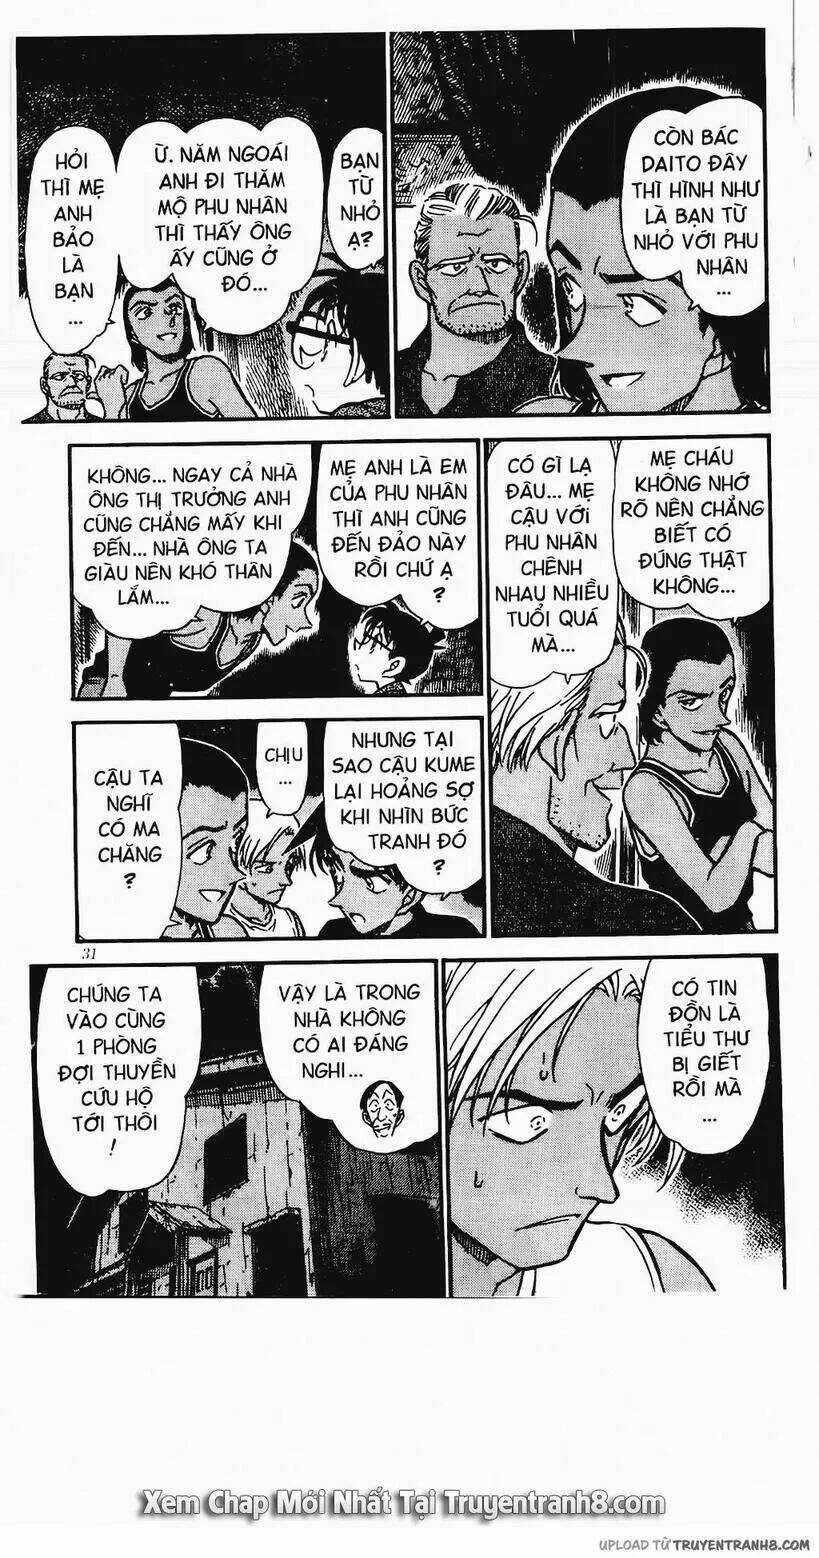 CÒN BÁC
DAITO ĐÂY
THÌ HÌNH NHƯ
LÀ BẠN TỪ
NHỎ VỚI PHU
NHÂN...
BẠN
TỪ
NHỎ
Ạ?
Ừ. NĂM NGOÁI
ANH ĐI THĂM
MỘ PHU NHÂN
THÌ THẤY ÔNG
ẤY CŨNG Ở
ĐÓ...
HỎI
THÌ MẸ
ANH
BẢO
LÀ
BẠN
...
MẸ CHÁU
KHÔNG NHỚ
RÕ NÊN CHẲNG
BIẾT CÓ
ĐÚNG THẬT
KHÔNG...
CÓ GÌ LẠ
ĐÂU... MẸ
CẬU VỚI
PHU NHÂN
CHÊNH
NHAU NHIỀU
TUỔI QUÁ
MÀ...
MẸ ANH LÀ EM
CỦA PHU NHÂN
THÌ ANH CŨNG
ĐẾN ĐẢO NÀY
RỒI CHỨ Ạ
?
KHÔNG... NGAY CẢ NHÀ
ÔNG THỊ TRƯỞNG ANH
CŨNG CHẲNG MẤY KHI
ĐẾN... NHÀ ÔNG TA
GIÀU NÊN KHÓ THÂN
LẮM...
NHƯNG TẠI
SAO CẬU KUME
LẠI HOẢNG SỢ
KHI NHÌN BỨC
TRANH ĐÓ
?
CHỊU
...
CẬU TA
NGHĨ
CÓ MA
CHĂNG
?
31
CÓ TIN
ĐỒN LÀ
TIỂU THƯ
BỊ GIẾT
RỒI MÀ
...
VẬY LÀ TRONG
NHÀ KHÔNG
CÓ AI ĐÁNG
NGHI...
CHÚNG TA
VÀO CÙNG
1 PHÒNG
ĐỢI THUYỀN
CỨU HỘ
TỚI THÔI
!
Xem Chap Mới Nhất Tại Truyentranh8.com
UPLOAD TỪ TRUYENTRANH8.COM